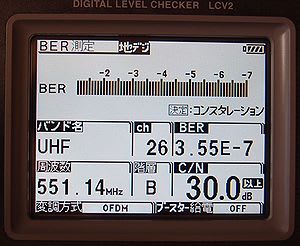 DIGITAL LEVEL CHECKER LCV2
BER測定 地デジ
-2 -3 -4 -5 -6 -7
BER
決定:コンスタレーション
バンド名 ch BER
UHF 26 3.55E-7
周波数 階層 C/N
551.14MHz B 30.0以上dB
変調方式 OFDM ブースター給電 OFF